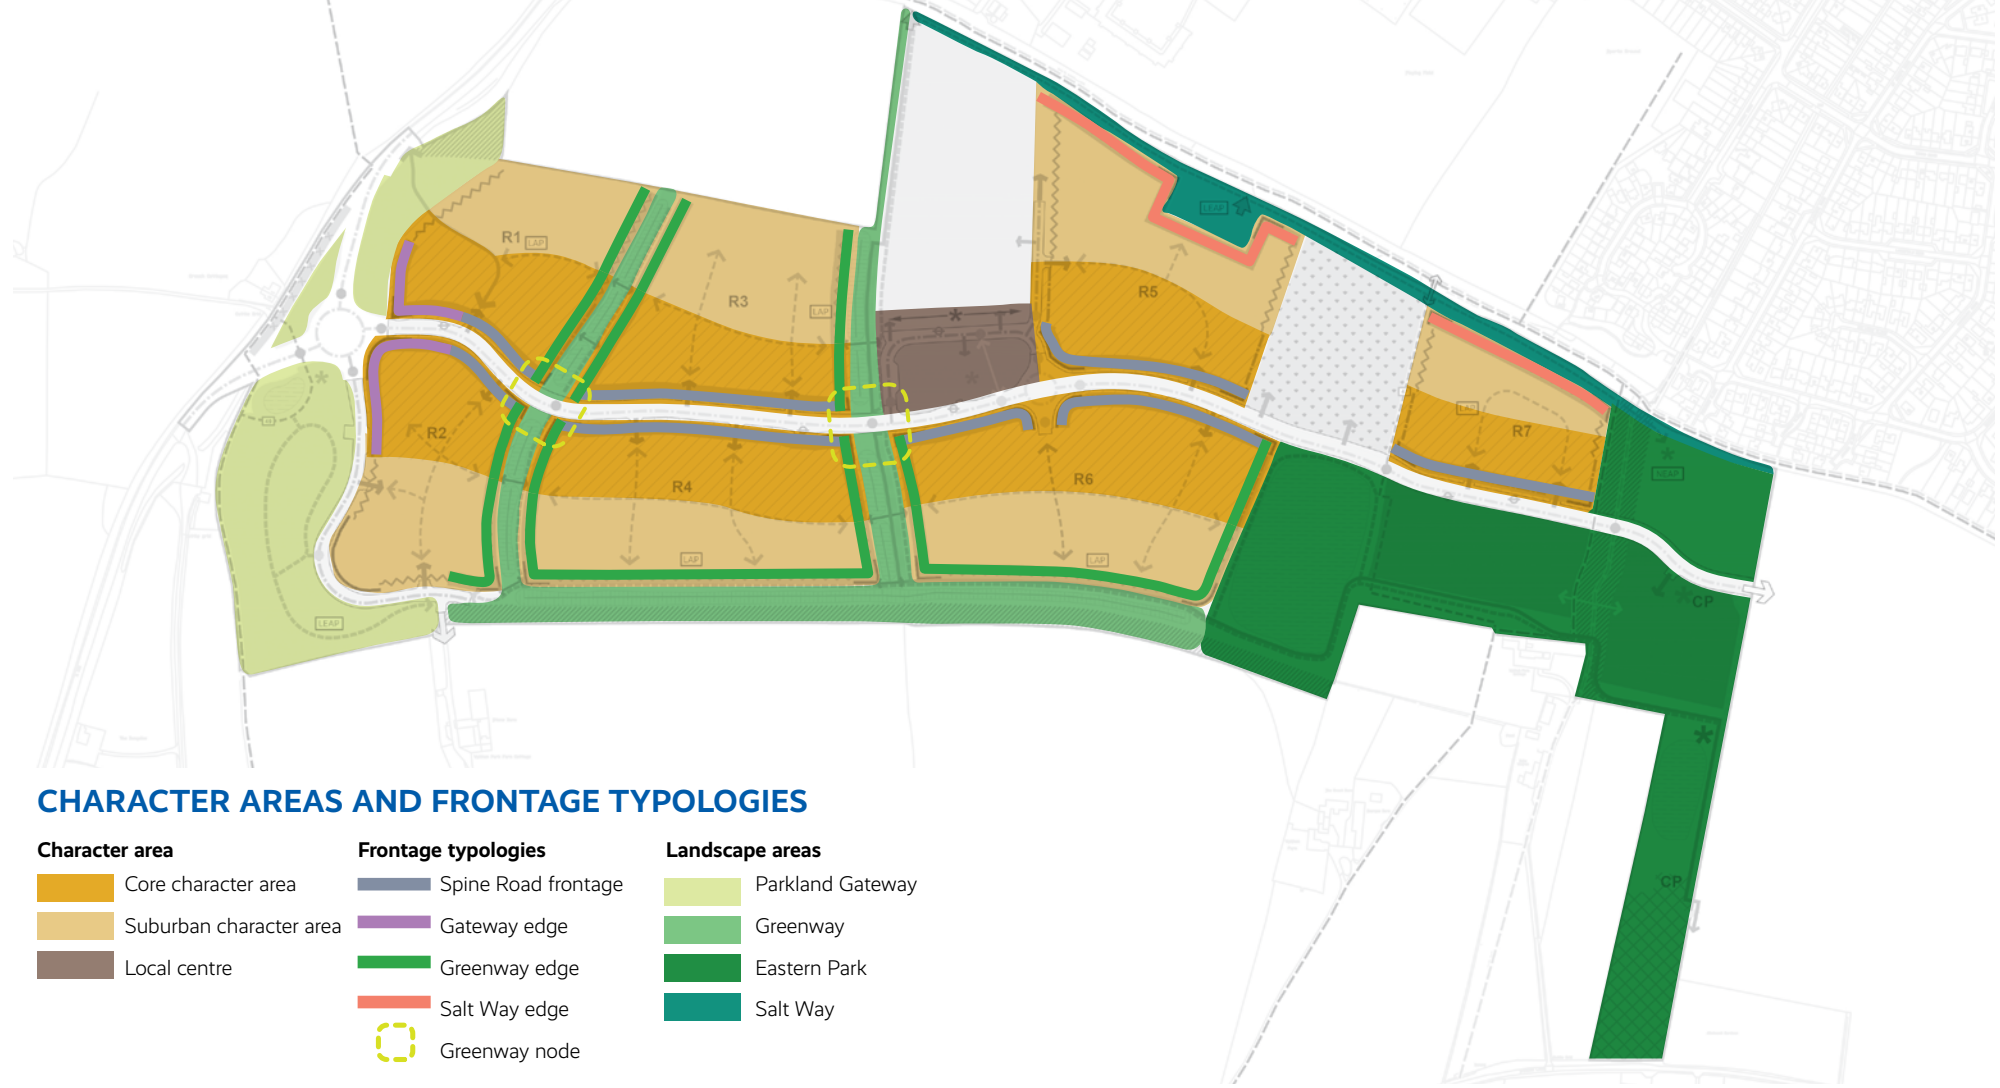 LEAP
R1
LAP
R5
R3
LAP
LAP
R7
R2
NEAP
R6
R4
LAP
LAP
CP
LEAP
CP
CHARACTER AREAS AND FRONTAGE TYPOLOGIES
Character area
Core character area
Suburban character area
Local centre
Frontage typologies
Spine Road frontage
Gateway edge
Greenway edge
Salt Way edge
Greenway node
Landscape areas
Parkland Gateway
Greenway
Eastern Park
Salt Way